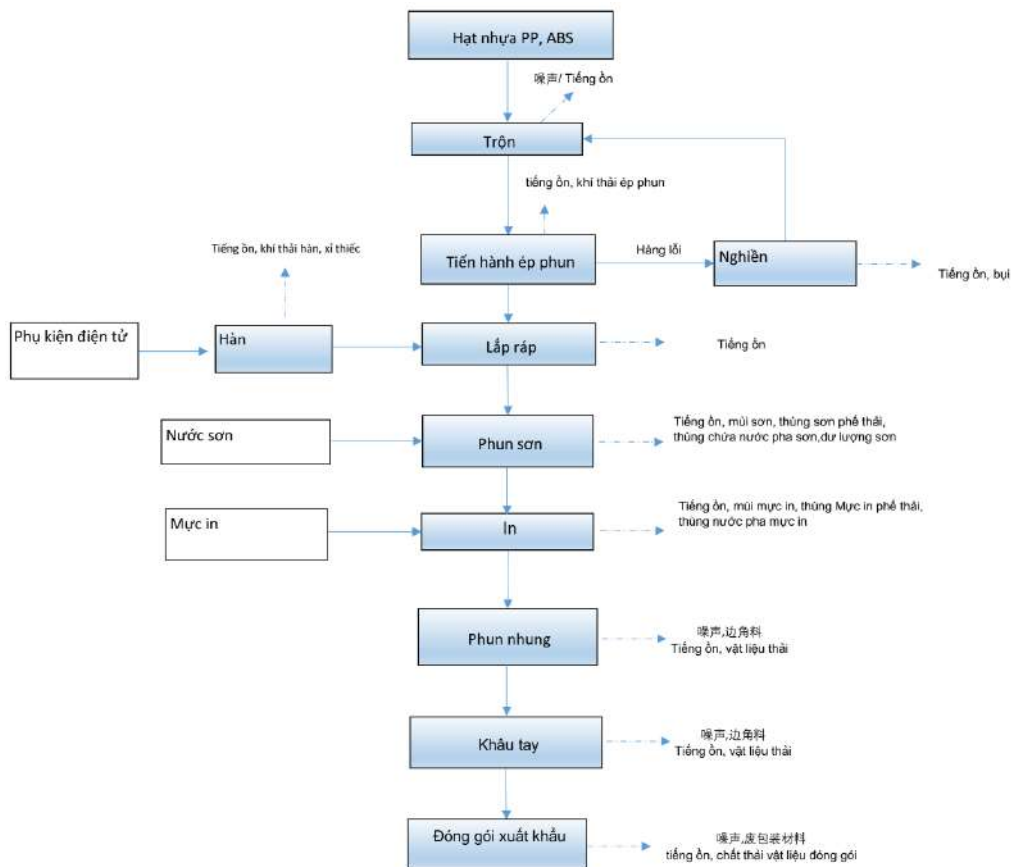 Hạt nhựa PP, ABS
噪声/ Tiếng ồn
Trộn
tiếng ồn, khí thải ép phun
Tiếng ồn, khí thải hàn, xỉ thiếc
Tiến hành ép phun
Hàng lỗi
Nghiền
Tiếng ồn, bụi
Phụ kiện điện tử
Hàn
Lắp ráp
Tiếng ồn
Nước sơn
Phun sơn
Tiếng ồn, mùi sơn, thùng sơn phế thải,
thùng chứa nước pha sơn,dư lượng sơn
Mực in
In
Tiếng ồn, mùi mực in, thùng Mực in phế thải,
thùng nước pha mực in
Phun nhung
噪声,边角料
Tiếng ồn, vật liệu thải
Khâu tay
噪声,边角料
Tiếng ồn, vật liệu thải
Đóng gói xuất khẩu
噪声,废包装材料
tiếng ồn, chất thải vật liệu đóng gói